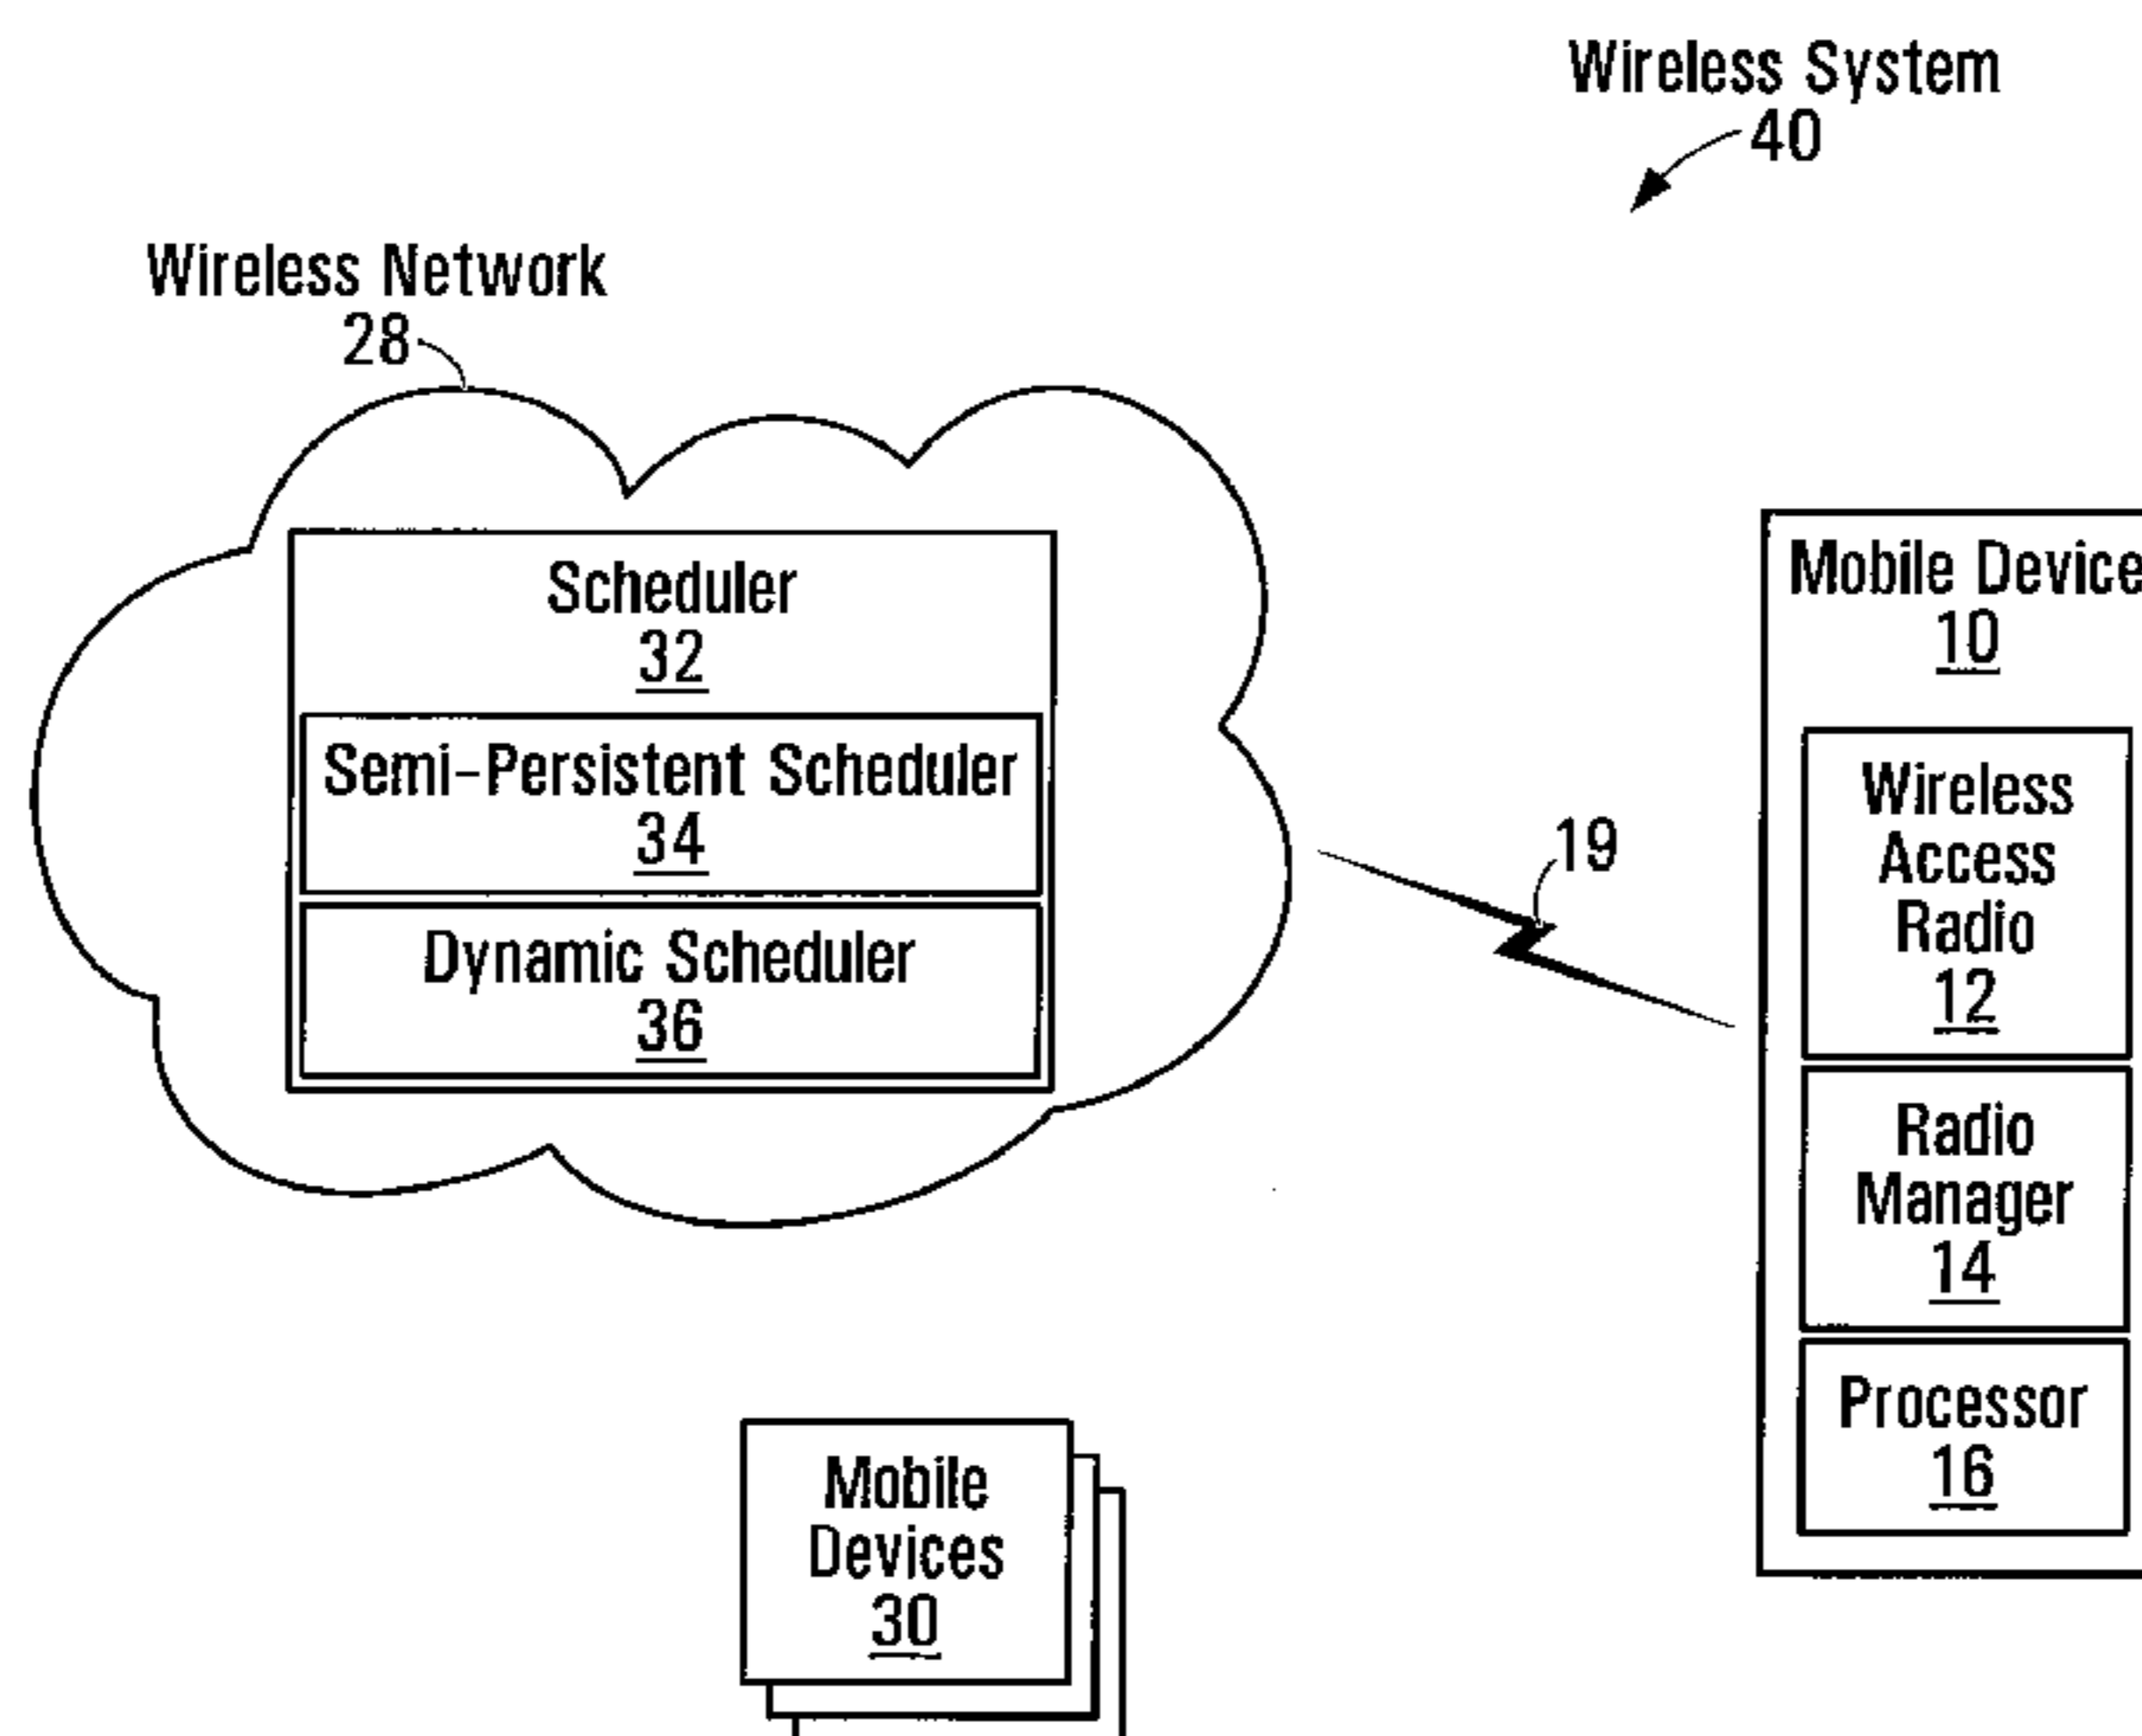 Wireless System
40
Wireless Network
28
Scheduler
32
Semi-Persistent Scheduler
34
Dynamic Scheduler
36
19
Mobile Device
10
Wireless
Access
Radio
12
Radio
Manager
14
Processor
16
Mobile
Devices
30